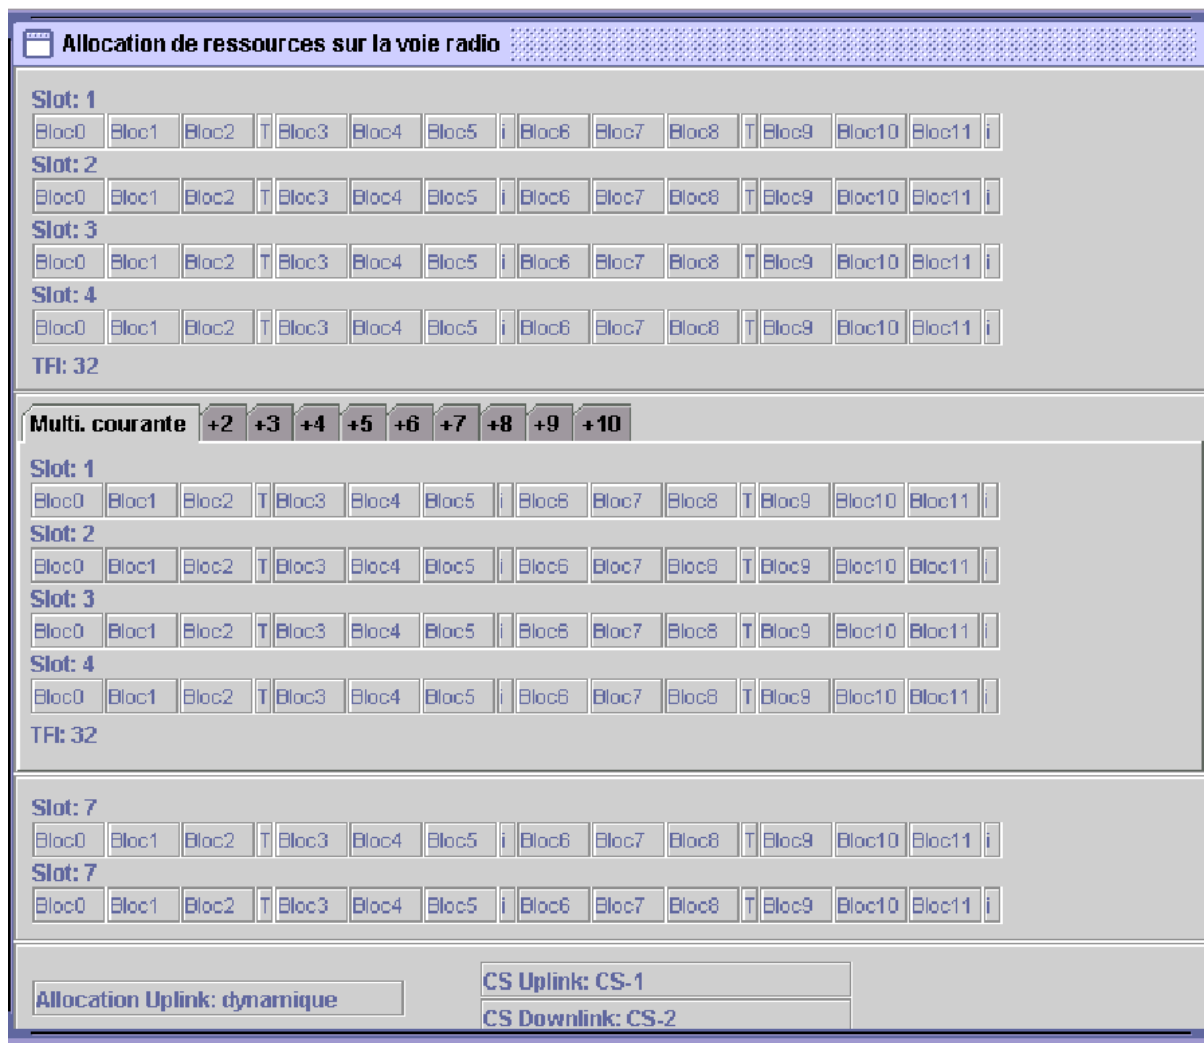 Allocation de ressources sur la voie radio
Slot: 1
Bloc0 Bloc1 Bloc2 T Bloc3 Bloc4 Bloc5 i Bloc6 Bloc7 Bloc8 T Bloc9 Bloc10 Bloc11 i
Slot: 2
Bloc0 Bloc1 Bloc2 T Bloc3 Bloc4 Bloc5 i Bloc6 Bloc7 Bloc8 T Bloc9 Bloc10 Bloc11 i
Slot: 3
Bloc0 Bloc1 Bloc2 T Bloc3 Bloc4 Bloc5 i Bloc6 Bloc7 Bloc8 T Bloc9 Bloc10 Bloc11 i
Slot: 4
Bloc0 Bloc1 Bloc2 T Bloc3 Bloc4 Bloc5 i Bloc6 Bloc7 Bloc8 T Bloc9 Bloc10 Bloc11 i
TFI: 32
Multi. courante +2 +3 +4 +5 +6 +7 +8 +9 +10
Slot: 1
Bloc0 Bloc1 Bloc2 T Bloc3 Bloc4 Bloc5 i Bloc6 Bloc7 Bloc8 T Bloc9 Bloc10 Bloc11 i
Slot: 2
Bloc0 Bloc1 Bloc2 T Bloc3 Bloc4 Bloc5 i Bloc6 Bloc7 Bloc8 T Bloc9 Bloc10 Bloc11 i
Slot: 3
Bloc0 Bloc1 Bloc2 T Bloc3 Bloc4 Bloc5 i Bloc6 Bloc7 Bloc8 T Bloc9 Bloc10 Bloc11 i
Slot: 4
Bloc0 Bloc1 Bloc2 T Bloc3 Bloc4 Bloc5 i Bloc6 Bloc7 Bloc8 T Bloc9 Bloc10 Bloc11 i
TFI: 32
Slot: 7
Bloc0 Bloc1 Bloc2 T Bloc3 Bloc4 Bloc5 i Bloc6 Bloc7 Bloc8 T Bloc9 Bloc10 Bloc11 i
Slot: 7
Bloc0 Bloc1 Bloc2 T Bloc3 Bloc4 Bloc5 i Bloc6 Bloc7 Bloc8 T Bloc9 Bloc10 Bloc11 i
Allocation Uplink: dynamique
CS Uplink: CS-1
CS Downlink: CS-2